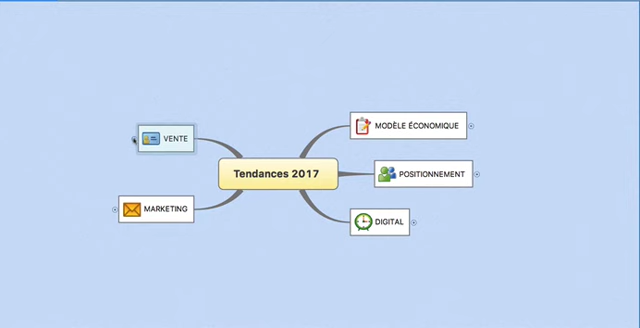 VENTE
MODÈLE ÉCONOMIQUE
Tendances 2017
POSITIONNEMENT
MARKETING
DIGITAL